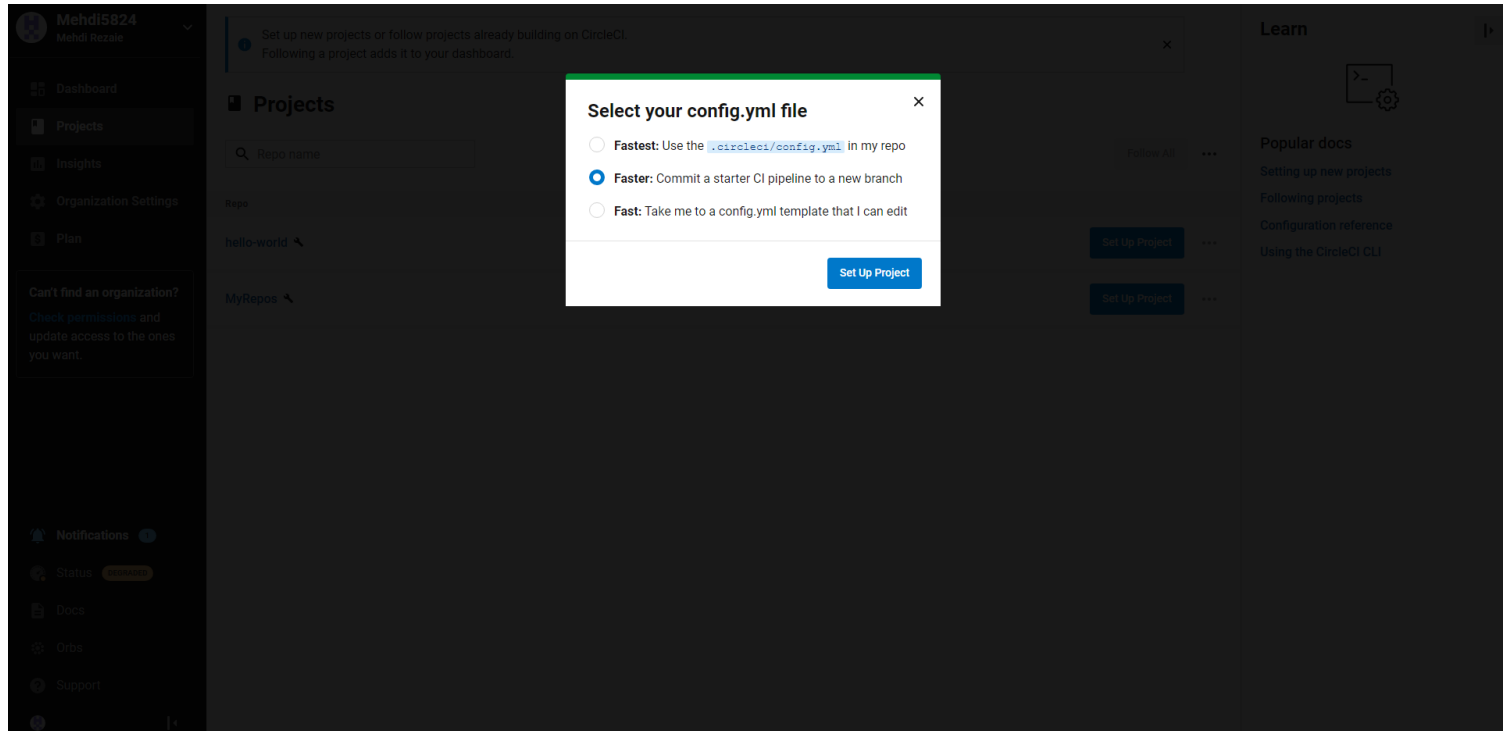 Mehdi5824
Mehdi Rezaie
Dashboard
Projects
Insights
Organization Settings
Plan
Can't find an organization?
Check permissions and
update access to the ones
you want.
Notifications 1
Status DEGRADED
Docs
Orbs
Support
Set up new projects or follow projects already building on CircleCI.
Following a project adds it to your dashboard.
Projects
Repo name
Follow All
Repo
hello-world
Set Up Project
MyRepos
Set Up Project
Select your config.yml file
Fastest: Use the .circleci/config.yml in my repo
Faster: Commit a starter CI pipeline to a new branch
Fast: Take me to a config.yml template that I can edit
Set Up Project
Learn
Popular docs
Setting up new projects
Following projects
Configuration reference
Using the CircleCI CLI